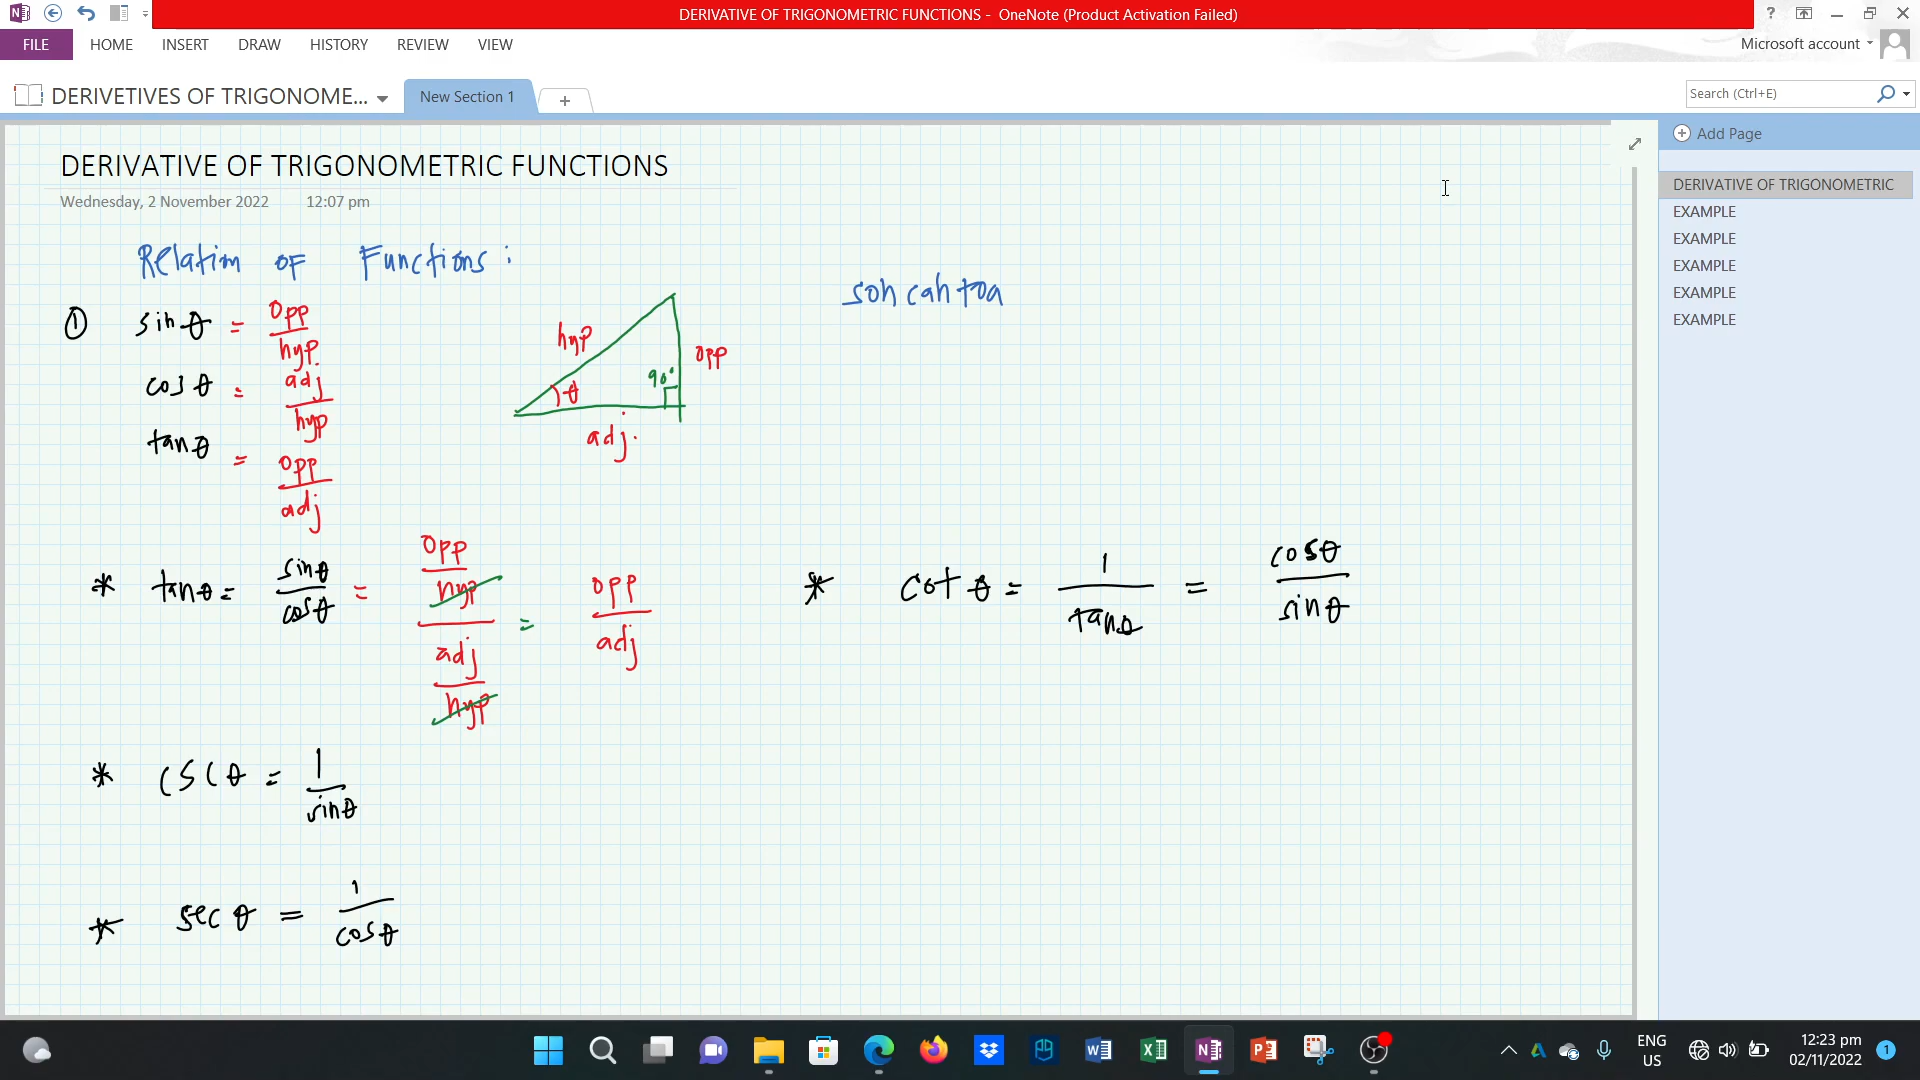 DERIVATIVE OF TRIGONOMETRIC FUNCTIONS - OneNote (Product Activation Failed)
?
FILE HOME INSERT DRAW HISTORY REVIEW VIEW
Microsoft account
DERIVETIVES OF TRIGONOME...
New Section 1
+
Search (Ctrl+E)
Add Page
DERIVATIVE OF TRIGONOMETRIC
EXAMPLE
EXAMPLE
EXAMPLE
EXAMPLE
EXAMPLE
DERIVATIVE OF TRIGONOMETRIC FUNCTIONS
Wednesday, 2 November 2022 12:07 pm
Relation of Functions :
soh cah toa
① sin θ = opp / hyp.
cos θ = adj / hyp
tan θ = opp / adj
hyp
opp
90°
θ
adj.
* tan θ = sin θ / cos θ = opp / hyp / adj / hyp = opp / adj
* cot θ = 1 / tan θ = cos θ / sin θ
* csc θ = 1 / sin θ
* sec θ = 1 / cos θ
ENG
US
12:23 pm
02/11/2022
1